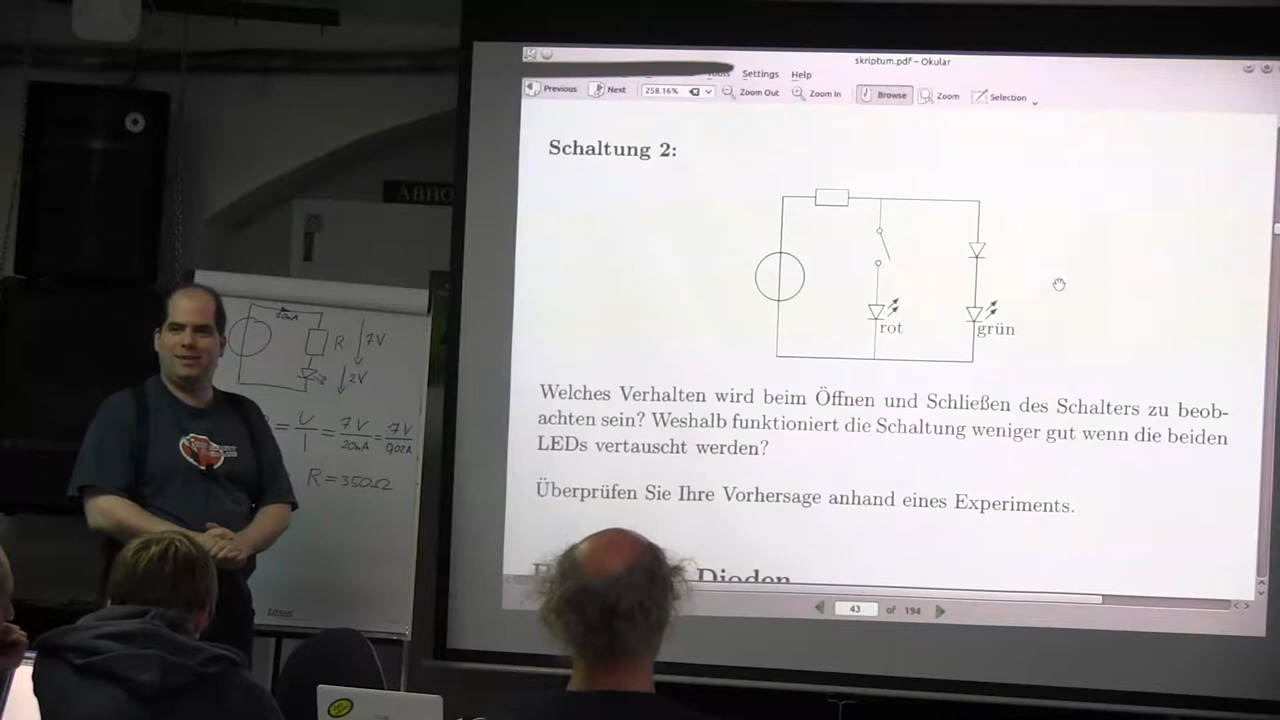 skriptum.pdf – Okular
Tools Settings Help
Previous Next 258.16% Zoom Out Zoom In Browse Zoom Selection
Schaltung 2:
rot
grün
Welches Verhalten wird beim Öffnen und Schließen des Schalters zu beob-
achten sein? Weshalb funktioniert die Schaltung weniger gut wenn die beiden
LEDs vertauscht werden?
Überprüfen Sie Ihre Vorhersage anhand eines Experiments.
Dioden
43 of 194
ABHO
20mA
R 7V
2V
= U/I = 7V/20mA = 7V/0,02A
R = 350Ω